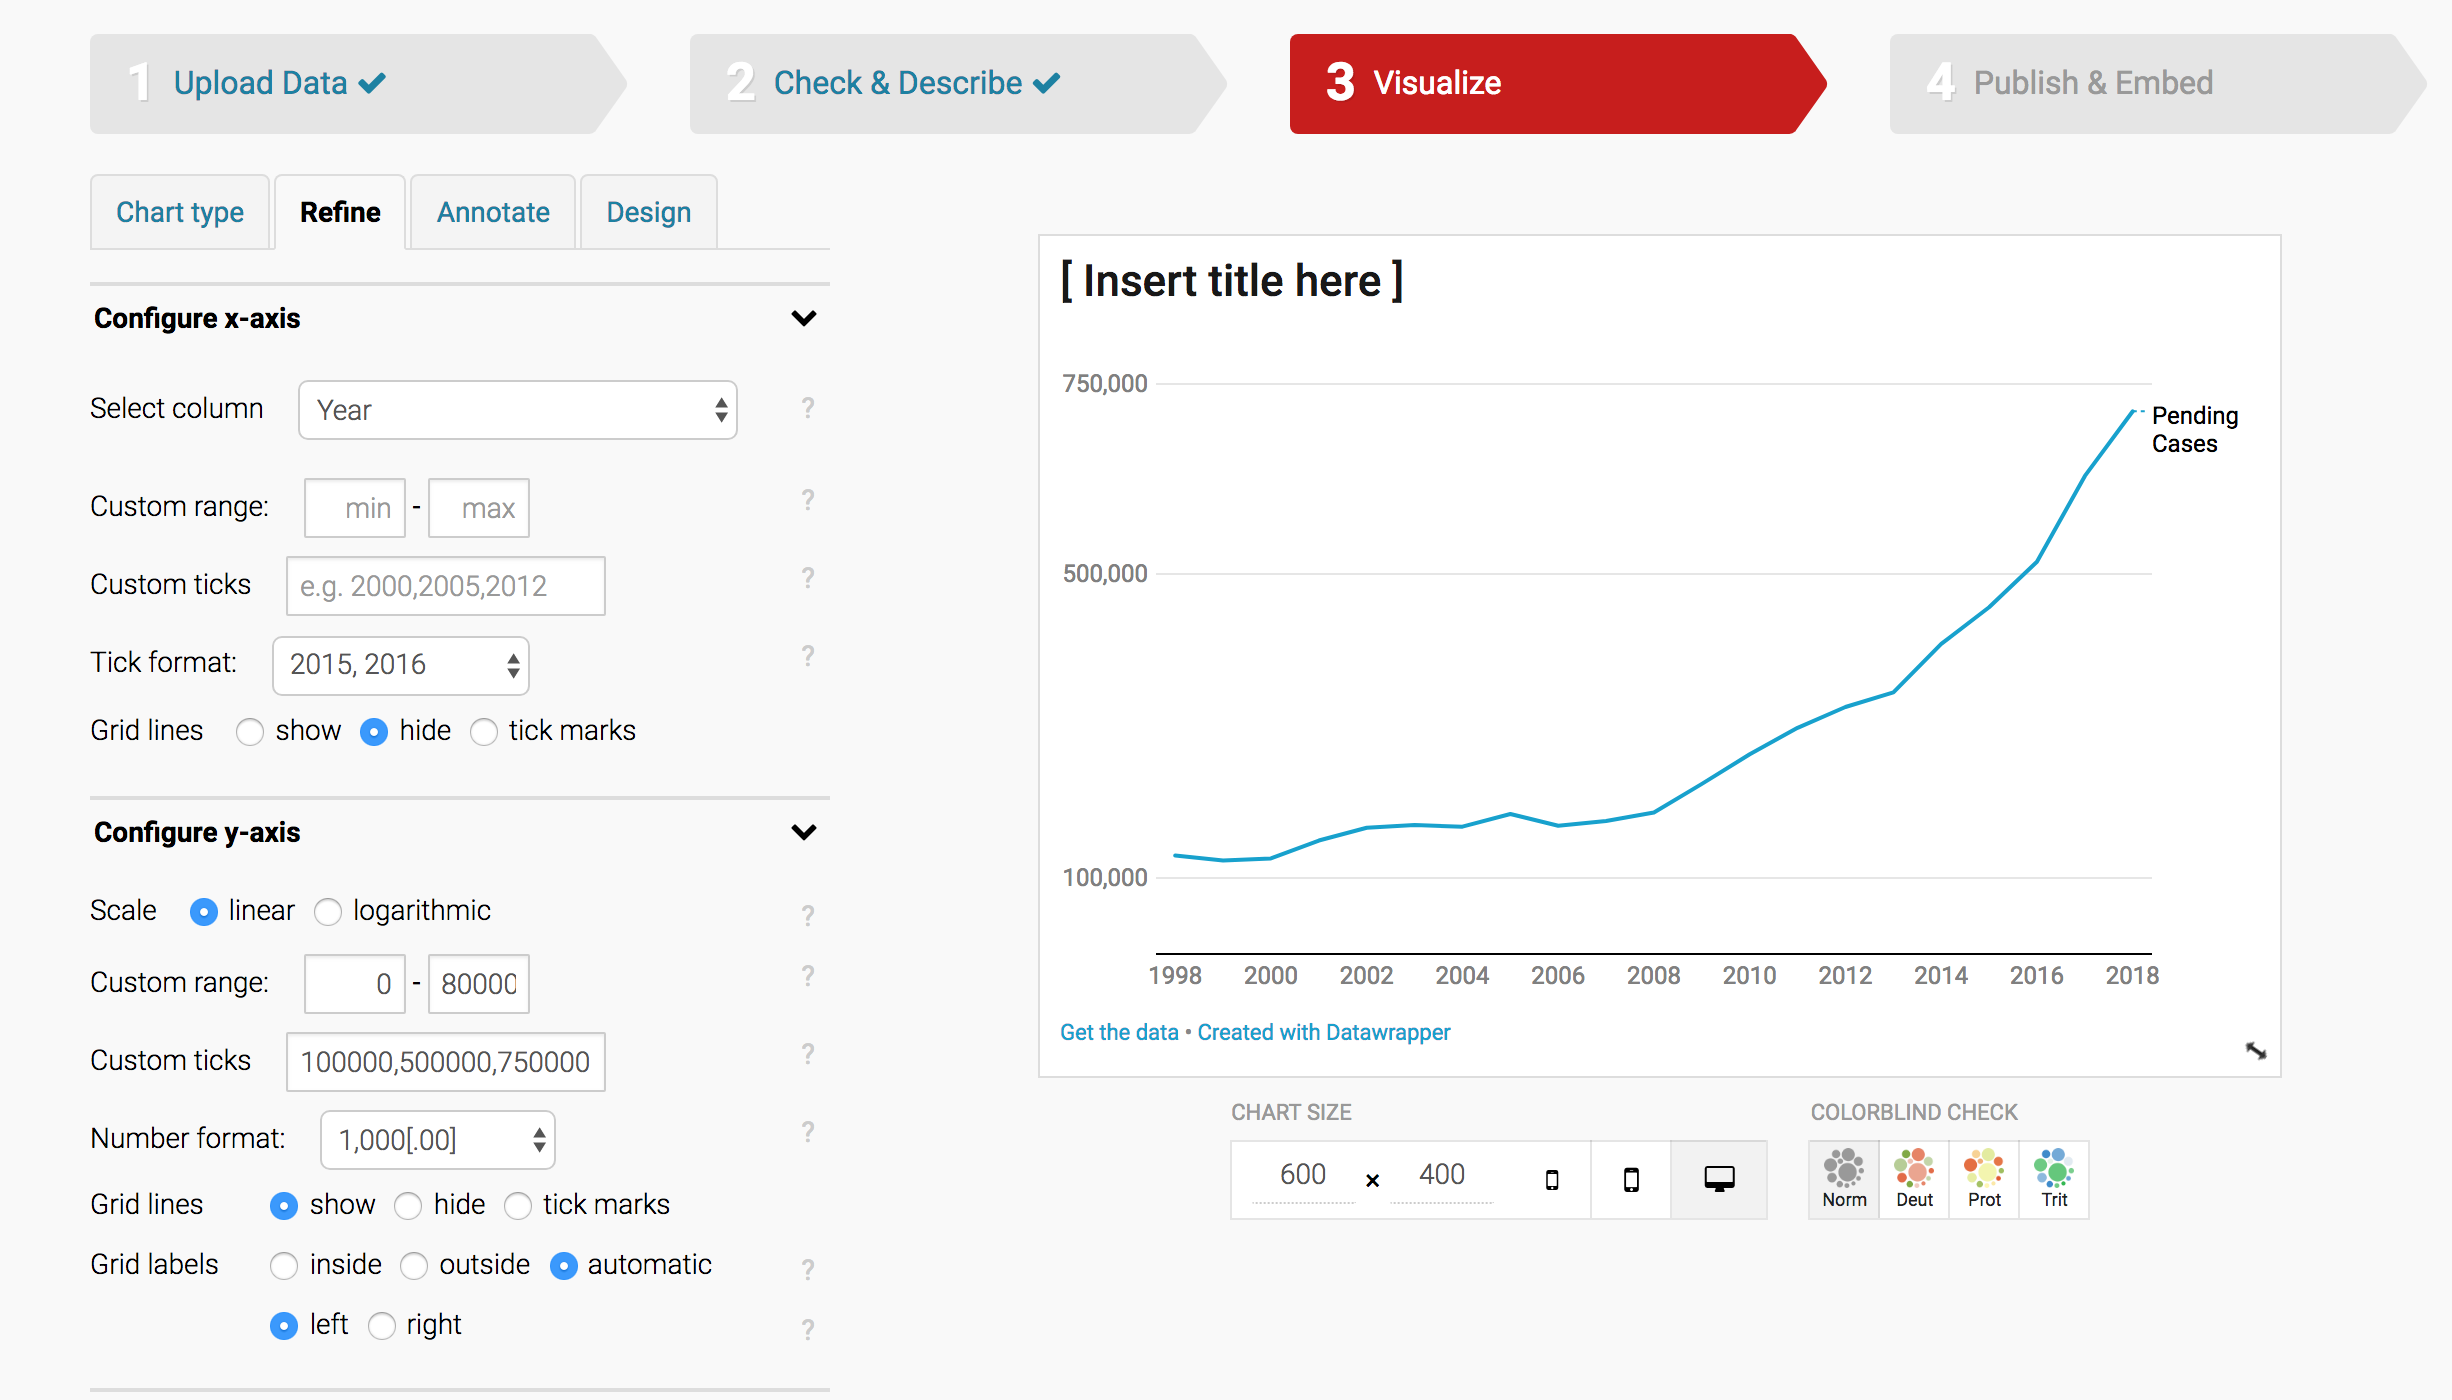 1 Upload Data
2 Check & Describe
3 Visualize
4 Publish & Embed
Chart type
Refine
Annotate
Design
Configure x-axis
Select column Year ?
Custom range: min - max ?
Custom ticks e.g. 2000,2005,2012 ?
Tick format: 2015, 2016 ?
Grid lines show hide tick marks
Configure y-axis
Scale linear logarithmic ?
Custom range: 0 - 80000 ?
Custom ticks 100000,500000,750000 ?
Number format: 1,000[.00] ?
Grid lines show hide tick marks
Grid labels inside outside automatic ?
left right ?
[ Insert title here ]
750,000
Pending
Cases
500,000
100,000
1998 2000 2002 2004 2006 2008 2010 2012 2014 2016 2018
Get the data • Created with Datawrapper
CHART SIZE
600 × 400
COLORBLIND CHECK
Norm Deut Prot Trit